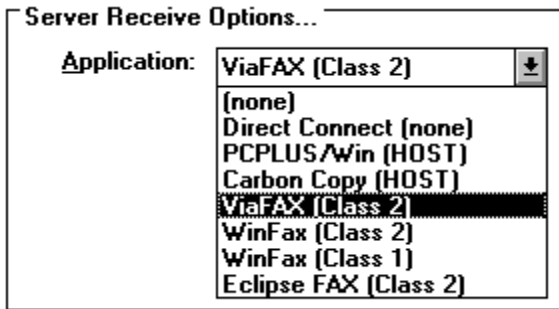 Server Receive Options...
Application: ViaFAX (Class 2)
(none)
Direct Connect (none)
PCPLUS/Win (HOST)
Carbon Copy (HOST)
ViaFAX (Class 2)
WinFax (Class 2)
WinFax (Class 1)
Eclipse FAX (Class 2)